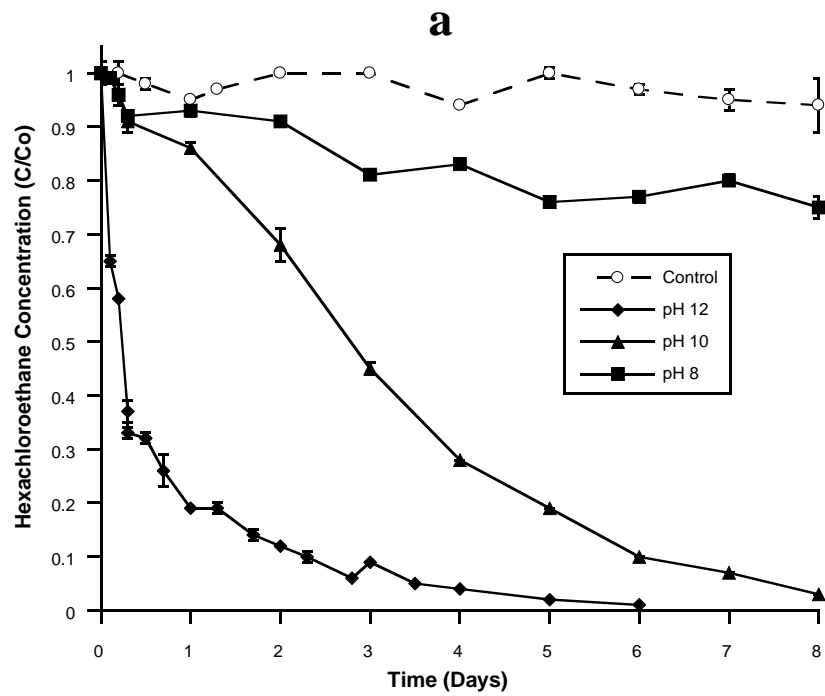 a
Hexachloroethane Concentration (C/Co)
1
0.9
0.8
0.7
0.6
0.5
0.4
0.3
0.2
0.1
0
Control
pH 12
pH 10
pH 8
0 1 2 3 4 5 6 7 8
Time (Days)